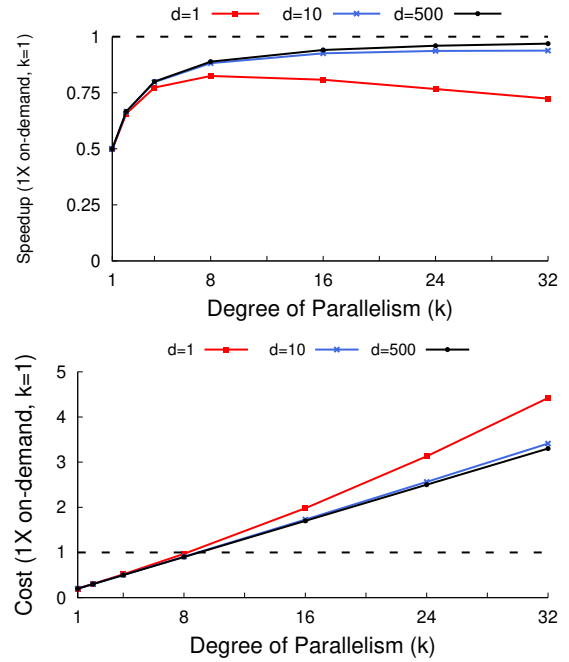 d=1 d=10 d=500
Speedup (1X on-demand, k=1)
1
0.75
0.5
0.25
0
1 8 16 24 32
Degree of Parallelism (k)
d=1 d=10 d=500
Cost (1X on-demand, k=1)
5
4
3
2
1
0
1 8 16 24 32
Degree of Parallelism (k)